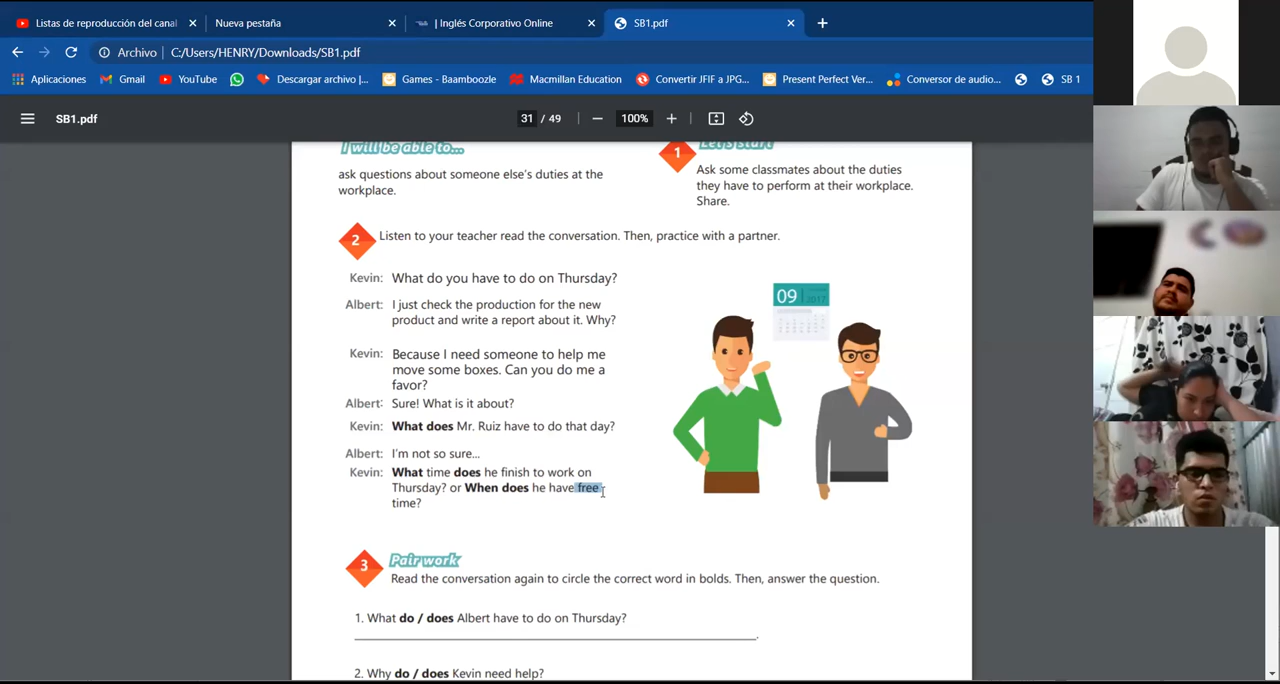 Listas de reproducción del canal
Nueva pestaña
| Inglés Corporativo Online
SB1.pdf
Archivo
C:/Users/HENRY/Downloads/SB1.pdf
Aplicaciones
Gmail
YouTube
Descargar archivo |...
Games - Baamboozle
Macmillan Education
Convertir JFIF a JPG...
Present Perfect Ver...
Conversor de audio...
SB 1
SB1.pdf
31 / 49
100%
I will be able to...
ask questions about someone else's duties at the
workplace.
1
Let's start
Ask some classmates about the duties
they have to perform at their workplace.
Share.
2
Listen to your teacher read the conversation. Then, practice with a partner.
Kevin: What do you have to do on Thursday?
Albert: I just check the production for the new
product and write a report about it. Why?
Kevin: Because I need someone to help me
move some boxes. Can you do me a
favor?
Albert: Sure! What is it about?
Kevin: What does Mr. Ruiz have to do that day?
Albert: I'm not so sure...
Kevin: What time does he finish to work on
Thursday? or When does he have free
time?
09
2017
3
Pair work
Read the conversation again to circle the correct word in bolds. Then, answer the question.
1. What do / does Albert have to do on Thursday?
2. Why do / does Kevin need help?